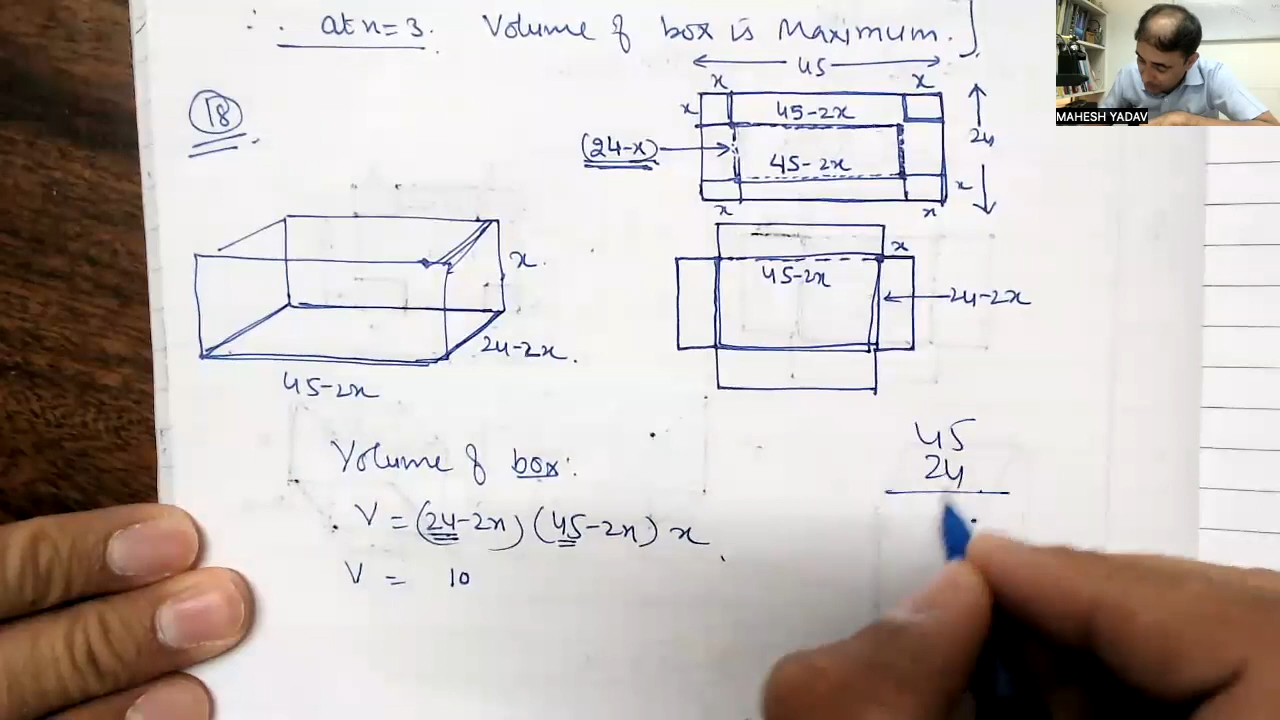 ∴ at x=3. Volume of box is Maximum.
45
x x
(18)
x 45-2x
24
(24-x)
45-2x
x
x x
x
x.
45-2x
24-2x
24-2x.
45-2x
45
24
Volume of box:
V = (24-2x) (45-2x) x
V = 10
MAHESH YADAV